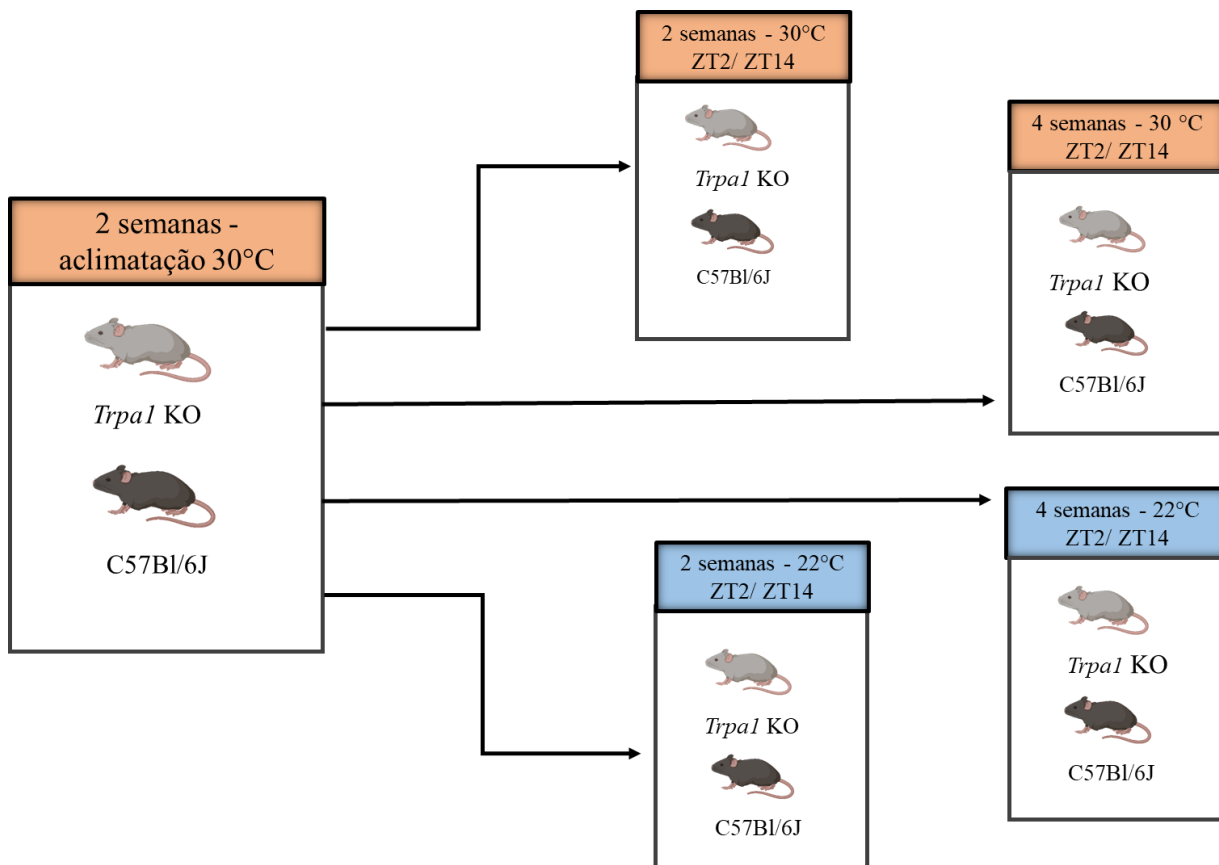 2 semanas -
aclimatação 30°C
Trpa1 KO
C57Bl/6J
2 semanas - 30°C
ZT2/ ZT14
Trpa1 KO
C57Bl/6J
4 semanas - 30 °C
ZT2/ ZT14
Trpa1 KO
C57Bl/6J
2 semanas - 22°C
ZT2/ ZT14
Trpa1 KO
C57Bl/6J
4 semanas - 22°C
ZT2/ ZT14
Trpa1 KO
C57Bl/6J